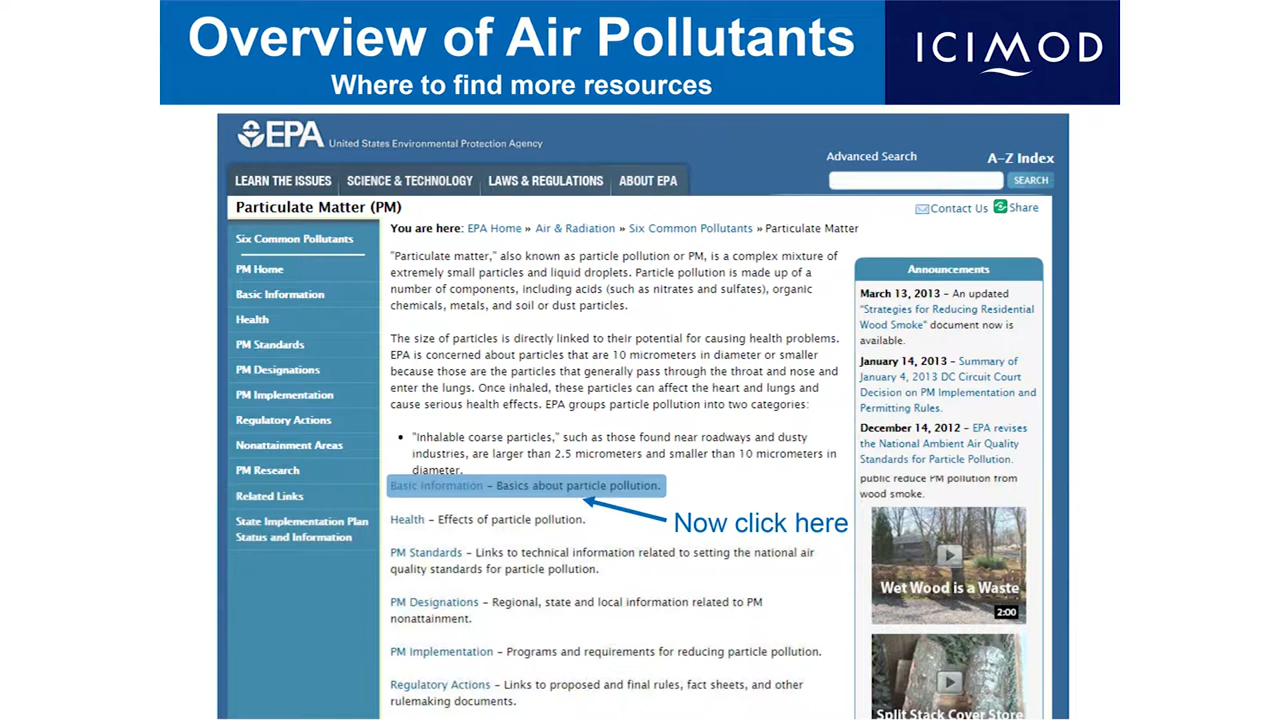 Overview of Air Pollutants
Where to find more resources
ICIMOD
EPA United States Environmental Protection Agency
Advanced Search
A-Z Index
LEARN THE ISSUES
SCIENCE & TECHNOLOGY
LAWS & REGULATIONS
ABOUT EPA
SEARCH
Particulate Matter (PM)
Contact Us
Share
Six Common Pollutants
PM Home
Basic Information
Health
PM Standards
PM Designations
PM Implementation
Regulatory Actions
Nonattainment Areas
PM Research
Related Links
State Implementation Plan
Status and Information
You are here: EPA Home » Air & Radiation » Six Common Pollutants » Particulate Matter
"Particulate matter," also known as particle pollution or PM, is a complex mixture of
extremely small particles and liquid droplets. Particle pollution is made up of a
number of components, including acids (such as nitrates and sulfates), organic
chemicals, metals, and soil or dust particles.
The size of particles is directly linked to their potential for causing health problems.
EPA is concerned about particles that are 10 micrometers in diameter or smaller
because those are the particles that generally pass through the throat and nose and
enter the lungs. Once inhaled, these particles can affect the heart and lungs and
cause serious health effects. EPA groups particle pollution into two categories:
• "Inhalable coarse particles," such as those found near roadways and dusty
industries, are larger than 2.5 micrometers and smaller than 10 micrometers in
diameter.
Basic Information – Basics about particle pollution.
Now click here
Health – Effects of particle pollution.
PM Standards – Links to technical information related to setting the national air
quality standards for particle pollution.
PM Designations – Regional, state and local information related to PM
nonattainment.
PM Implementation – Programs and requirements for reducing particle pollution.
Regulatory Actions – Links to proposed and final rules, fact sheets, and other
rulemaking documents.
Announcements
March 13, 2013 – An updated
"Strategies for Reducing Residential
Wood Smoke" document now is
available.
January 14, 2013 – Summary of
January 4, 2013 DC Circuit Court
Decision on PM Implementation and
Permitting Rules.
December 14, 2012 – EPA revises
the National Ambient Air Quality
Standards for Particle Pollution.
public reduce PM pollution from
wood smoke.
Wet Wood is a Waste
2:00
Split Stack Cover Store